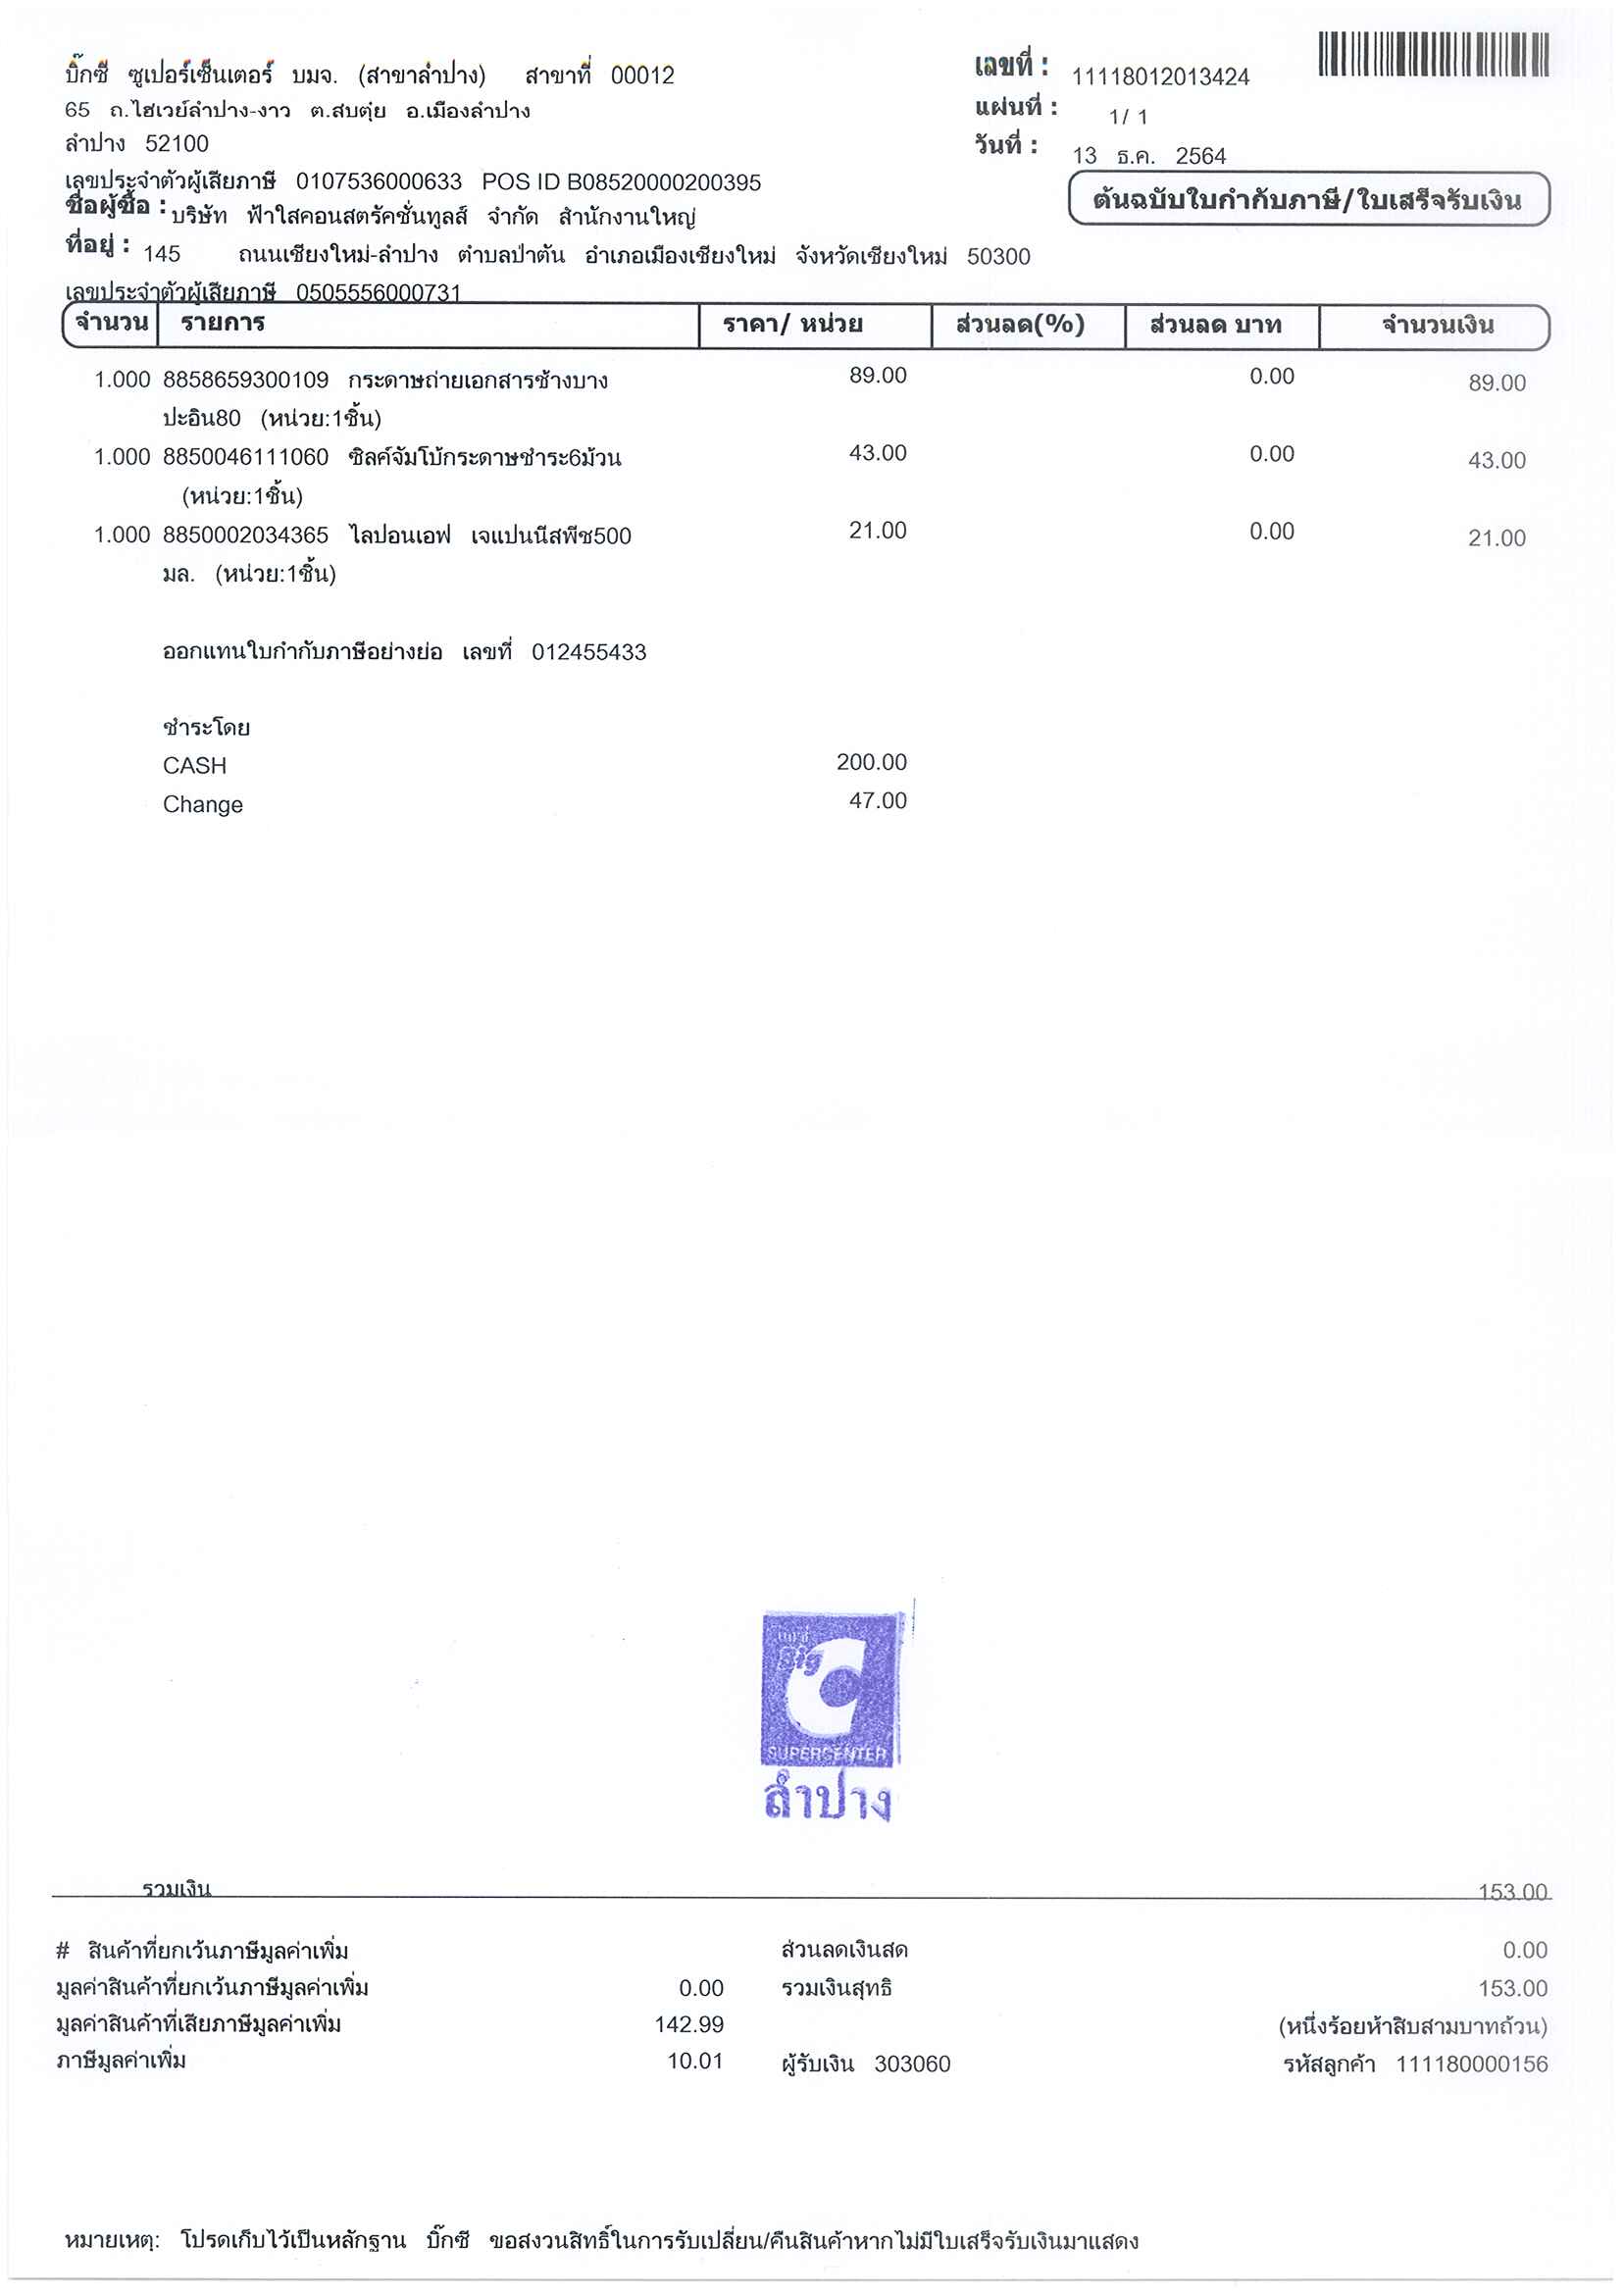 บิ๊กซี ซูเปอร์เซ็นเตอร์ บมจ. (สาขาลำปาง) สาขาที่ 00012
65 ถ.ไฮเวย์ลำปาง-งาว ต.สบตุ๋ย อ.เมืองลำปาง
ลำปาง 52100
เลขประจำตัวผู้เสียภาษี 0107536000633 POS ID B08520000200395
เลขที่ : 11118012013424
แผ่นที่ : 1/ 1
วันที่ : 13 ธ.ค. 2564
ต้นฉบับใบกำกับภาษี/ใบเสร็จรับเงิน
ชื่อผู้ซื้อ : บริษัท ฟ้าใสคอนสตรัคชั่นทูลส์ จำกัด สำนักงานใหญ่
ที่อยู่ : 145 ถนนเชียงใหม่-ลำปาง ตำบลป่าตัน อำเภอเมืองเชียงใหม่ จังหวัดเชียงใหม่ 50300
เลขประจำตัวผู้เสียภาษี 0505556000731
จำนวน รายการ ราคา/ หน่วย ส่วนลด(%) ส่วนลด บาท จำนวนเงิน
1.000 8858659300109 กระดาษถ่ายเอกสารช้างบาง 89.00 0.00 89.00
ปะอิน80 (หน่วย:1ชิ้น)
1.000 8850046111060 ซิลค์จัมโบ้กระดาษชำระ6ม้วน 43.00 0.00 43.00
(หน่วย:1ชิ้น)
1.000 8850002034365 ไลปอนเอฟ เจแปนนีสพีช500 21.00 0.00 21.00
มล. (หน่วย:1ชิ้น)
ออกแทนใบกำกับภาษีอย่างย่อ เลขที่ 012455433
ชำระโดย
CASH 200.00
Change 47.00
บิ๊กซี
Big C
SUPERCENTER
ลำปาง
รวมเงิน 153.00
# สินค้าที่ยกเว้นภาษีมูลค่าเพิ่ม ส่วนลดเงินสด 0.00
มูลค่าสินค้าที่ยกเว้นภาษีมูลค่าเพิ่ม 0.00 รวมเงินสุทธิ 153.00
มูลค่าสินค้าที่เสียภาษีมูลค่าเพิ่ม 142.99 (หนึ่งร้อยห้าสิบสามบาทถ้วน)
ภาษีมูลค่าเพิ่ม 10.01 ผู้รับเงิน 303060 รหัสลูกค้า 111180000156
หมายเหตุ: โปรดเก็บไว้เป็นหลักฐาน บิ๊กซี ขอสงวนสิทธิ์ในการรับเปลี่ยน/คืนสินค้าหากไม่มีใบเสร็จรับเงินมาแสดง